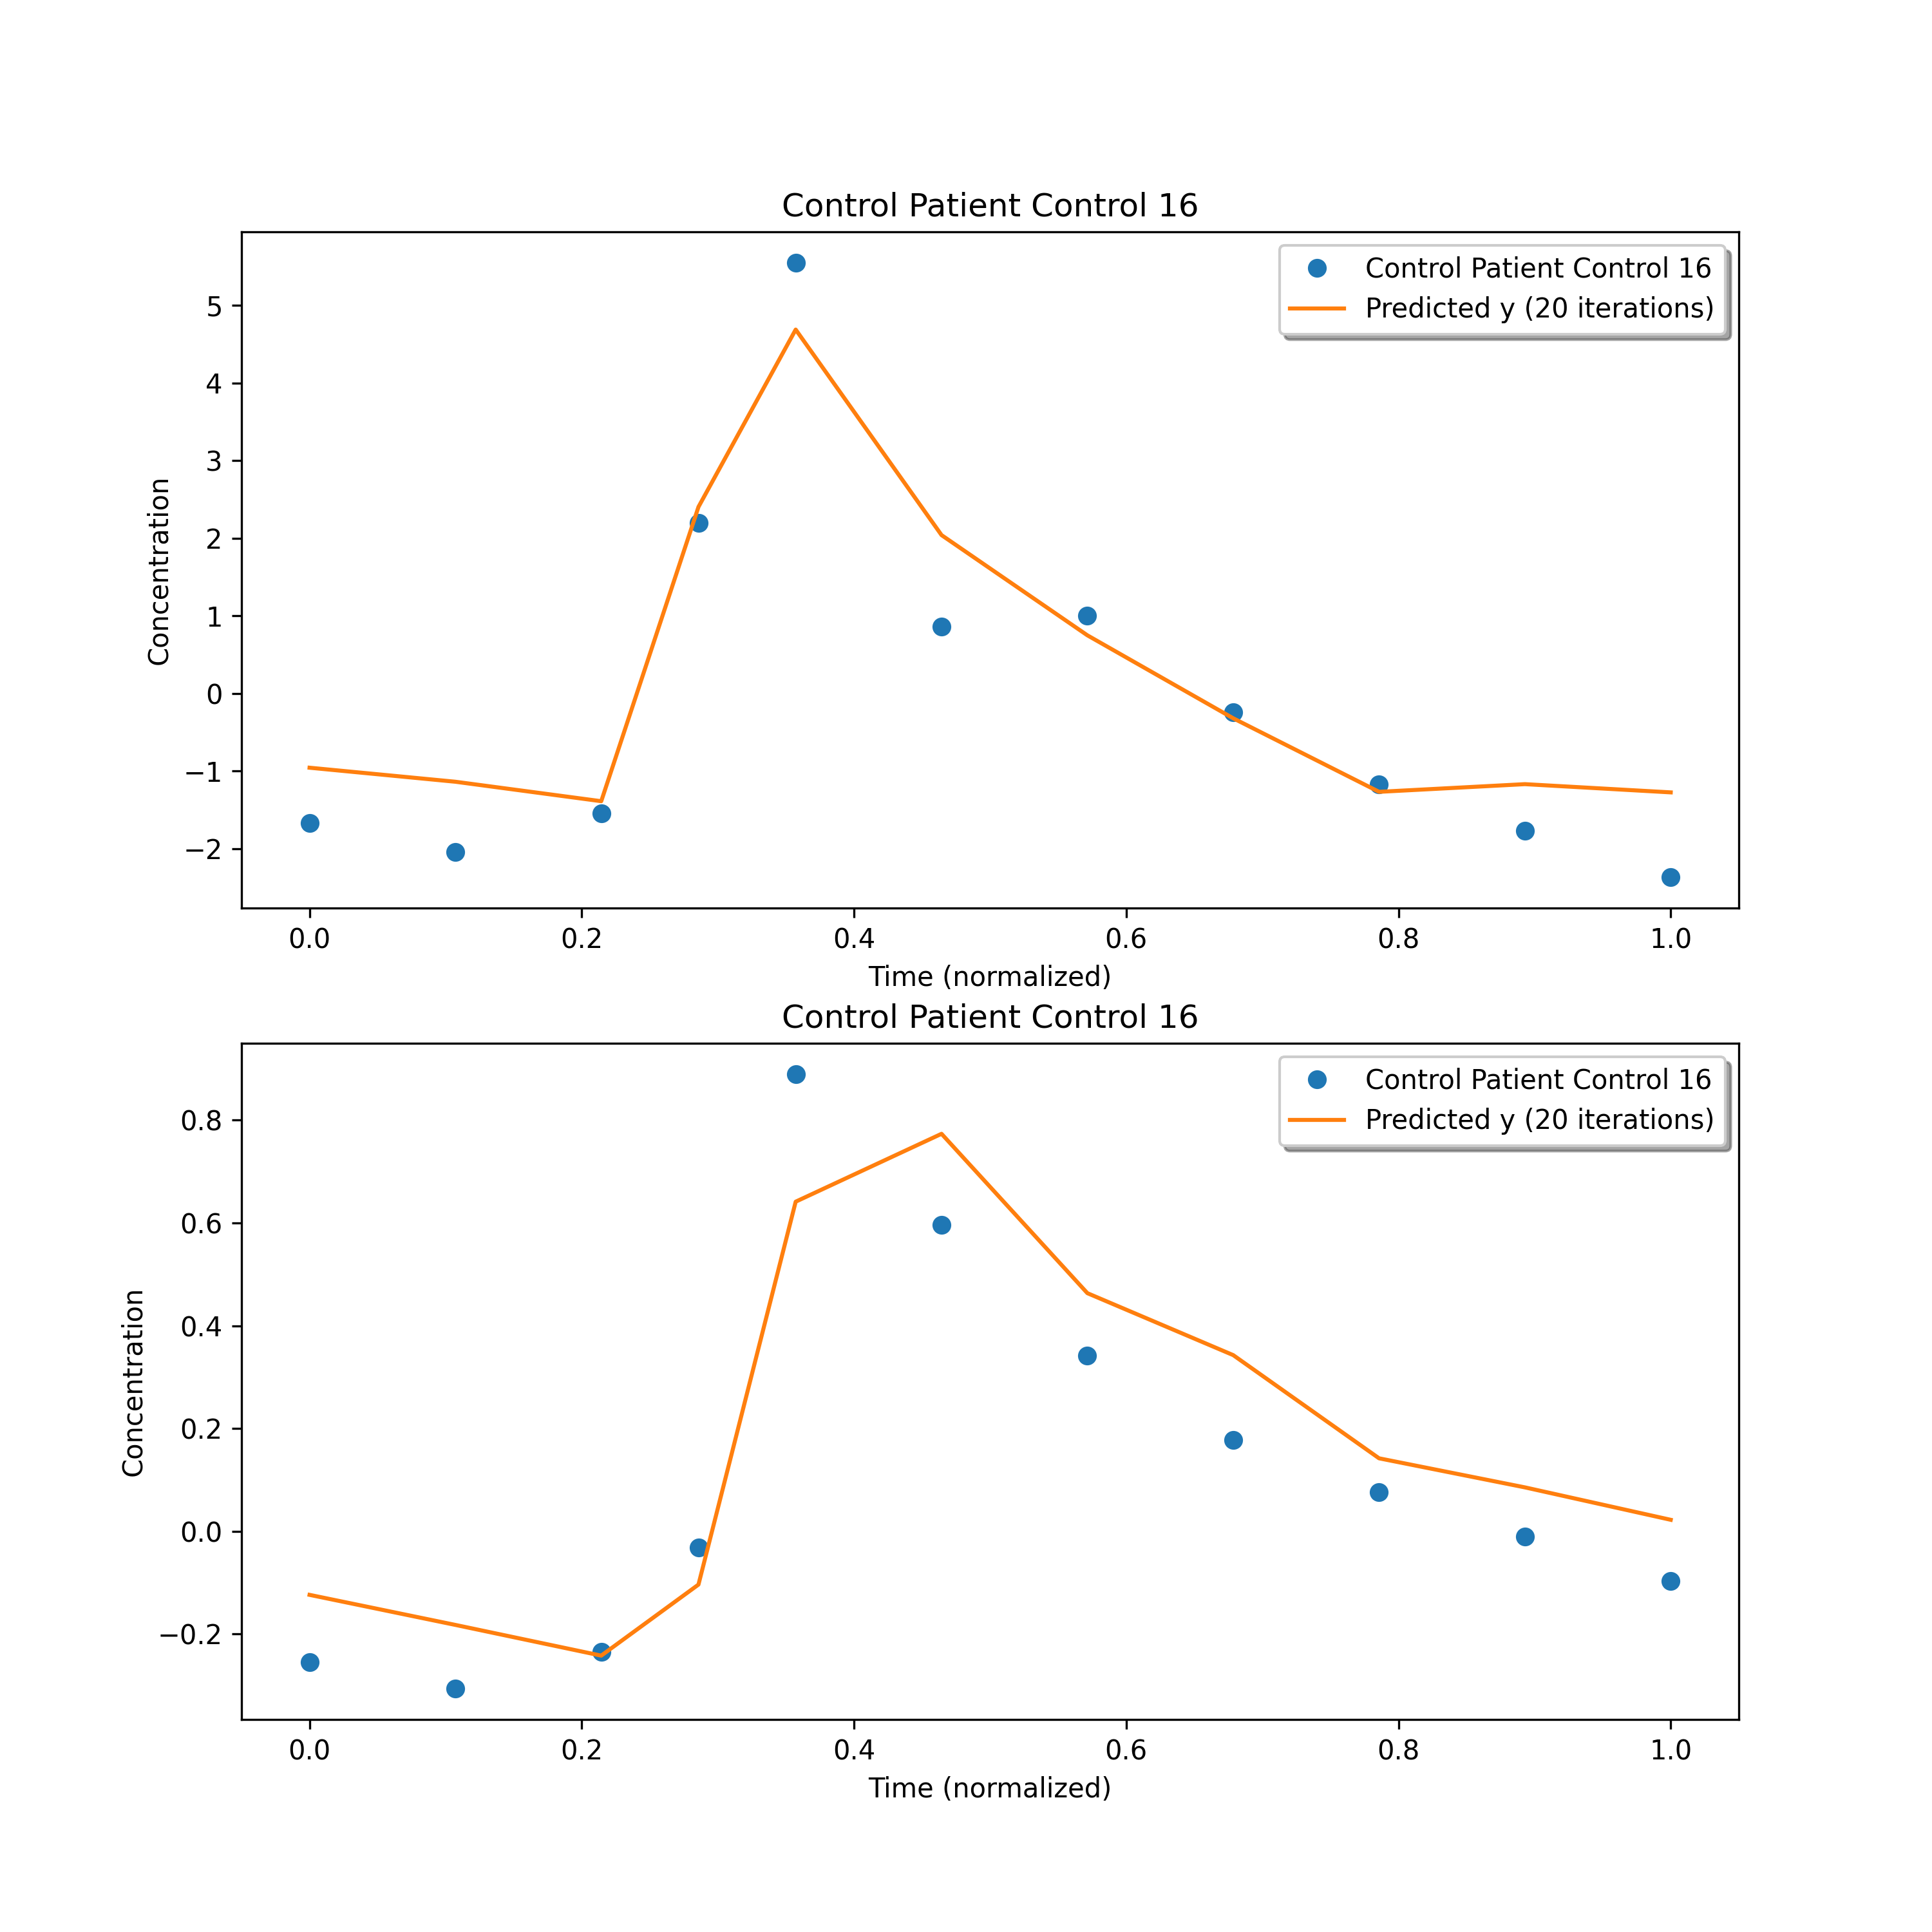 Control Patient Control 16
Control Patient Control 16
Predicted y (20 iterations)
5
4
3
2
1
0
−1
−2
Concentration
0.0 0.2 0.4 0.6 0.8 1.0
Time (normalized)
Control Patient Control 16
Control Patient Control 16
Predicted y (20 iterations)
0.8
0.6
0.4
0.2
0.0
−0.2
Concentration
0.0 0.2 0.4 0.6 0.8 1.0
Time (normalized)